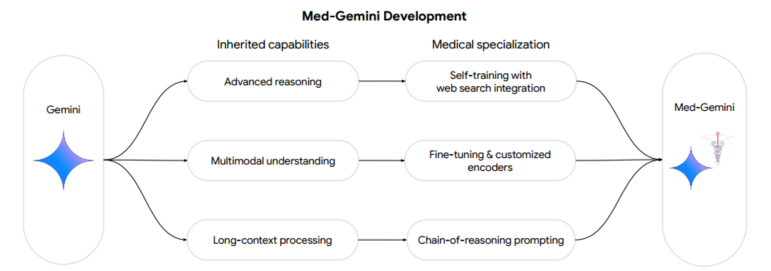 Med-Gemini Development
Inherited capabilities
Medical specialization
Gemini
Advanced reasoning
Self-training with
web search integration
Multimodal understanding
Fine-tuning & customized
encoders
Long-context processing
Chain-of-reasoning prompting
Med-Gemini